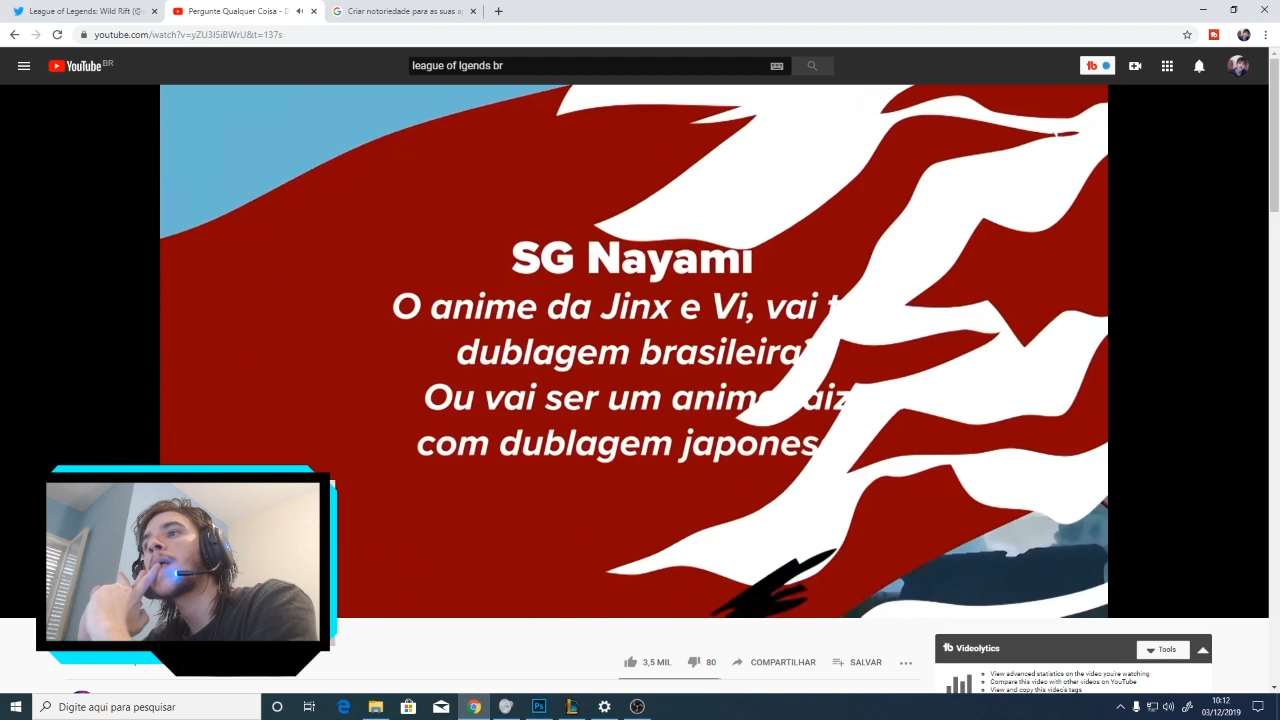 League of Legends: Wild Rift (@
Pergunte Qualquer Coisa - D
Criar notoriedade para as suas a
youtube.com/watch?v=yZU3I5iBWrU&t=137s
YouTube BR
league of lgends br
SG Nayami
O anime da Jinx e Vi, vai
dublagem brasileira?
Ou vai ser um anime raiz
com dublagem japones
3,5 MIL
80
COMPARTILHAR
SALVAR
Videolytics
Tools
View advanced statistics on the video you're watching
Compare this video with other videos on YouTube
View and copy this video's tags
Digite aqui para pesquisar
10:12
03/12/2019